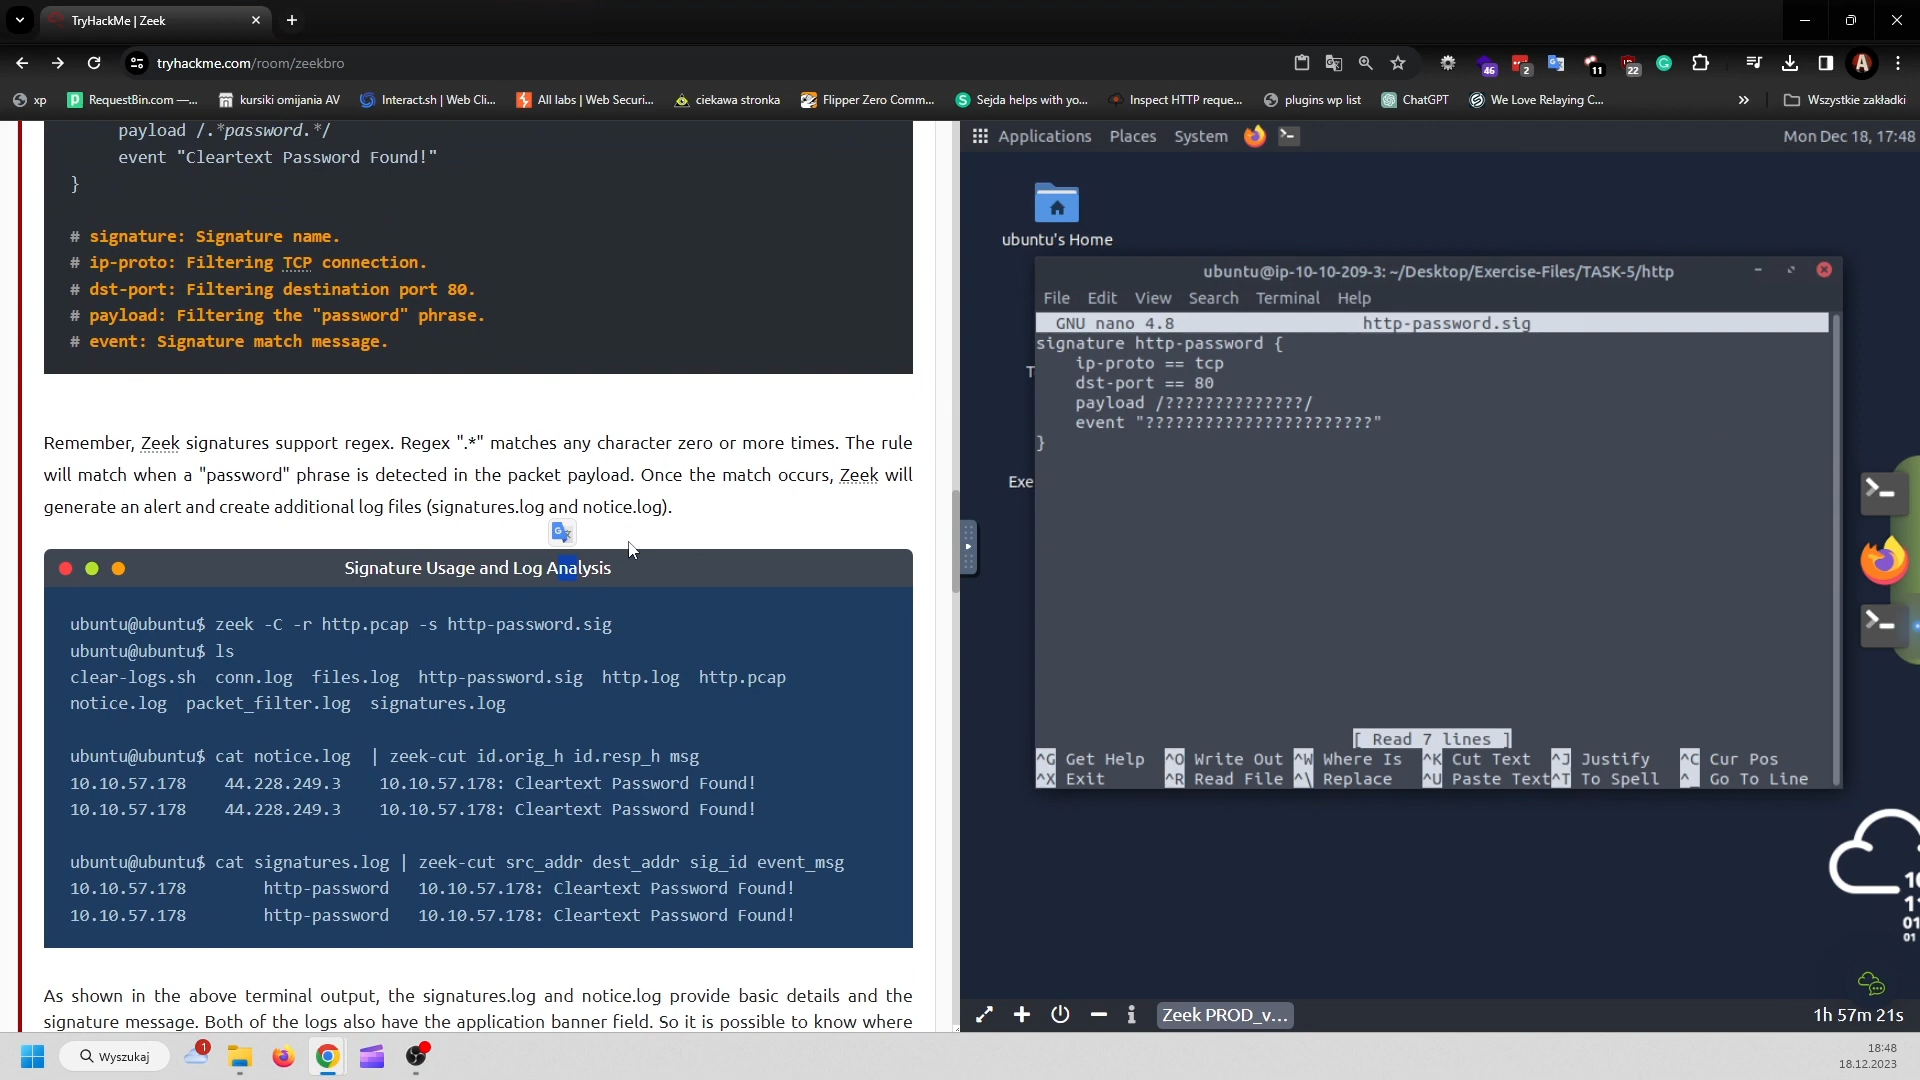 TryHackMe | Zeek
tryhackme.com/room/zeekbro
46
2
11
22
A
xp
RequestBin.com —...
kursiki omijania AV
Interact.sh | Web Cli...
All labs | Web Securi...
ciekawa stronka
Flipper Zero Comm...
Sejda helps with yo...
Inspect HTTP reque...
plugins wp list
ChatGPT
We Love Relaying C...
»
Wszystkie zakładki
payload /.*password.*/
event "Cleartext Password Found!"
}
# signature: Signature name.
# ip-proto: Filtering TCP connection.
# dst-port: Filtering destination port 80.
# payload: Filtering the "password" phrase.
# event: Signature match message.
Remember, Zeek signatures support regex. Regex ".*" matches any character zero or more times. The rule
will match when a "password" phrase is detected in the packet payload. Once the match occurs, Zeek will
generate an alert and create additional log files (signatures.log and notice.log).
Signature Usage and Log Analysis
ubuntu@ubuntu$ zeek -C -r http.pcap -s http-password.sig
ubuntu@ubuntu$ ls
clear-logs.sh conn.log files.log http-password.sig http.log http.pcap
notice.log packet_filter.log signatures.log
ubuntu@ubuntu$ cat notice.log | zeek-cut id.orig_h id.resp_h msg
10.10.57.178 44.228.249.3 10.10.57.178: Cleartext Password Found!
10.10.57.178 44.228.249.3 10.10.57.178: Cleartext Password Found!
ubuntu@ubuntu$ cat signatures.log | zeek-cut src_addr dest_addr sig_id event_msg
10.10.57.178 http-password 10.10.57.178: Cleartext Password Found!
10.10.57.178 http-password 10.10.57.178: Cleartext Password Found!
As shown in the above terminal output, the signatures.log and notice.log provide basic details and the
signature message. Both of the logs also have the application banner field. So it is possible to know where
Applications Places System
Mon Dec 18, 17:48
ubuntu's Home
T
Exe
ubuntu@ip-10-10-209-3: ~/Desktop/Exercise-Files/TASK-5/http
File Edit View Search Terminal Help
GNU nano 4.8 http-password.sig
signature http-password {
ip-proto == tcp
dst-port == 80
payload /??????????????/
event "???????????????????????"
}
[ Read 7 lines ]
^G Get Help ^O Write Out ^W Where Is ^K Cut Text ^J Justify ^C Cur Pos
^X Exit ^R Read File ^\ Replace ^U Paste Text ^T To Spell ^_ Go To Line
10
11
01
01
Zeek PROD_v...
1h 57m 21s
Wyszukaj
1
18:48
18.12.2023